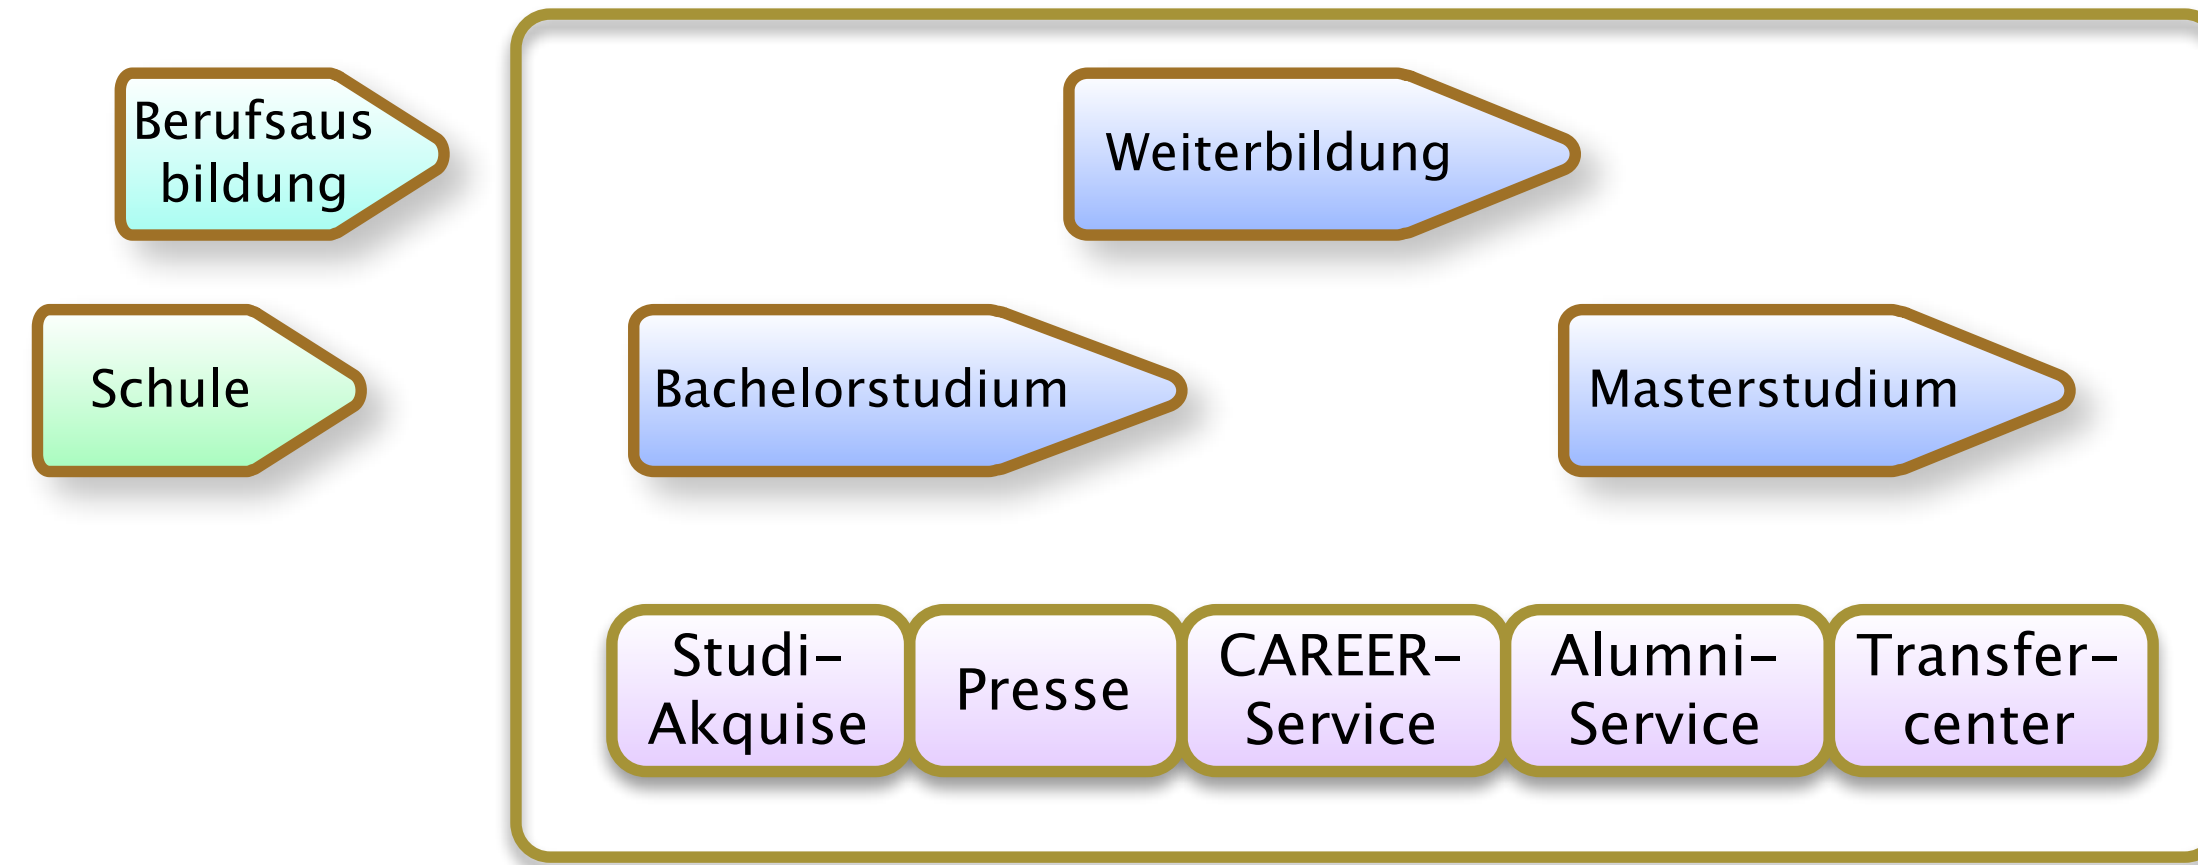 Berufsaus
bildung
Weiterbildung
Schule
Bachelorstudium
Masterstudium
Studi-
Akquise
Presse
CAREER-
Service
Alumni-
Service
Transfer-
center